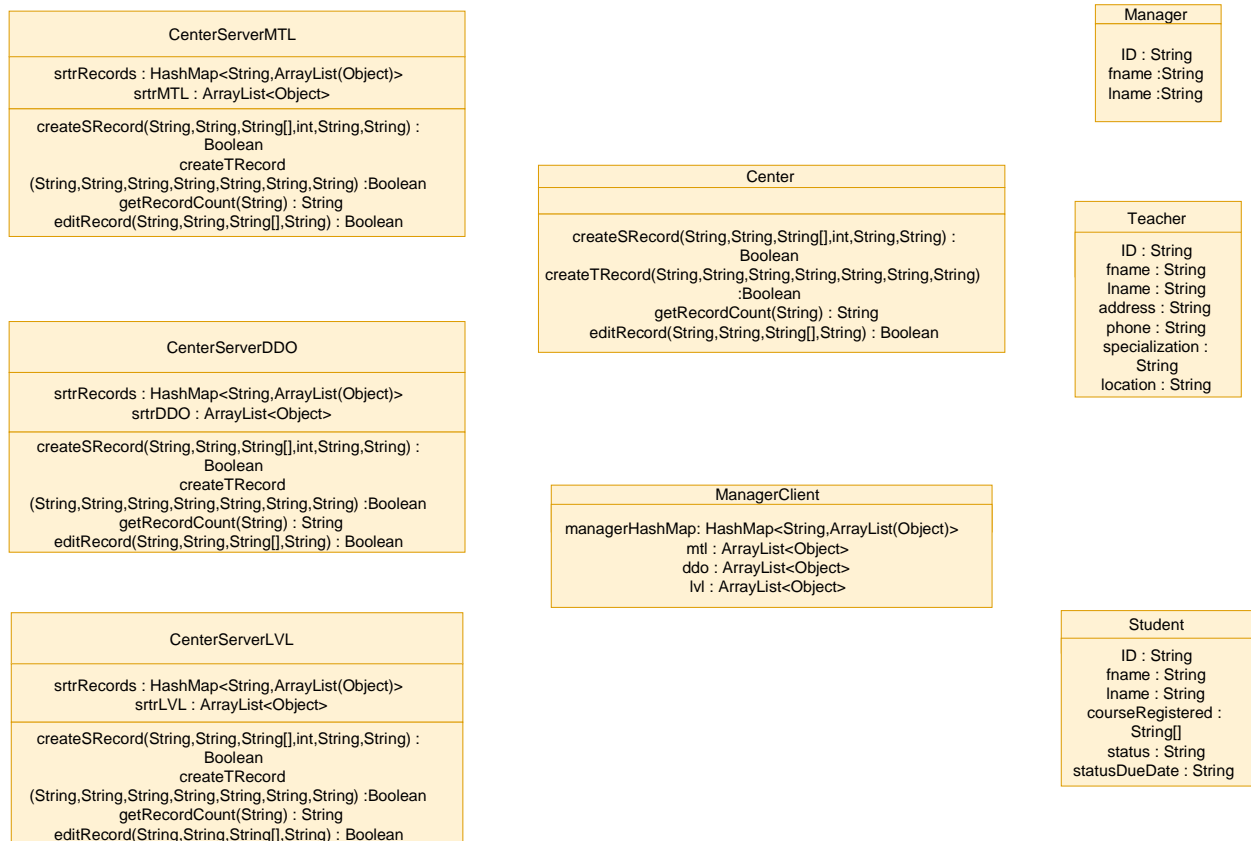 CenterServerMTL
srtrRecords : HashMap<String,ArrayList(Object)>
srtrMTL : ArrayList<Object>
createSRecord(String,String,String[],int,String,String) :
Boolean
createTRecord
(String,String,String,String,String,String,String) :Boolean
getRecordCount(String) : String
editRecord(String,String,String[],String) : Boolean
CenterServerDDO
srtrRecords : HashMap<String,ArrayList(Object)>
srtrDDO : ArrayList<Object>
createSRecord(String,String,String[],int,String,String) :
Boolean
createTRecord
(String,String,String,String,String,String,String) :Boolean
getRecordCount(String) : String
editRecord(String,String,String[],String) : Boolean
CenterServerLVL
srtrRecords : HashMap<String,ArrayList(Object)>
srtrLVL : ArrayList<Object>
createSRecord(String,String,String[],int,String,String) :
Boolean
createTRecord
(String,String,String,String,String,String,String) :Boolean
getRecordCount(String) : String
editRecord(String,String,String[],String) : Boolean
Center
createSRecord(String,String,String[],int,String,String) :
Boolean
createTRecord(String,String,String,String,String,String,String)
:Boolean
getRecordCount(String) : String
editRecord(String,String,String[],String) : Boolean
ManagerClient
managerHashMap: HashMap<String,ArrayList(Object)>
mtl : ArrayList<Object>
ddo : ArrayList<Object>
lvl : ArrayList<Object>
Manager
ID : String
fname :String
lname :String
Teacher
ID : String
fname : String
lname : String
address : String
phone : String
specialization :
String
location : String
Student
ID : String
fname : String
lname : String
courseRegistered :
String[]
status : String
statusDueDate : String